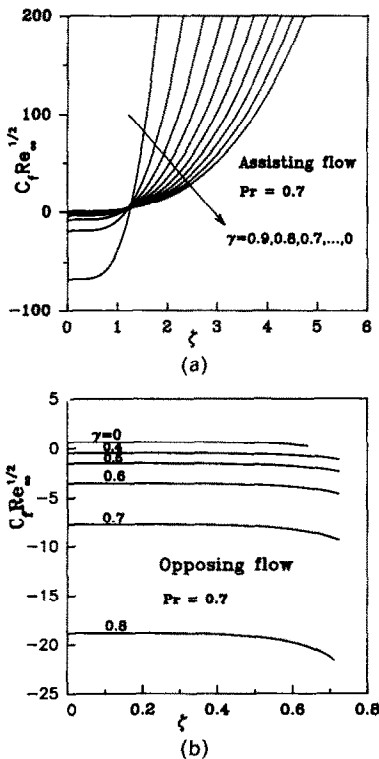 200
100
0
-100
C_f Re_∞^{1/2}
Assisting flow
Pr = 0.7
γ=0.9,0.8,0.7,...,0
0 1 2 3 4 5 6
ζ
(a)
5
0
-5
-10
-15
-20
-25
C_f Re_∞^{1/2}
γ=0
0.4
0.5
0.6
0.7
Opposing flow
Pr = 0.7
0.8
0 0.2 0.4 0.6 0.8
ζ
(b)